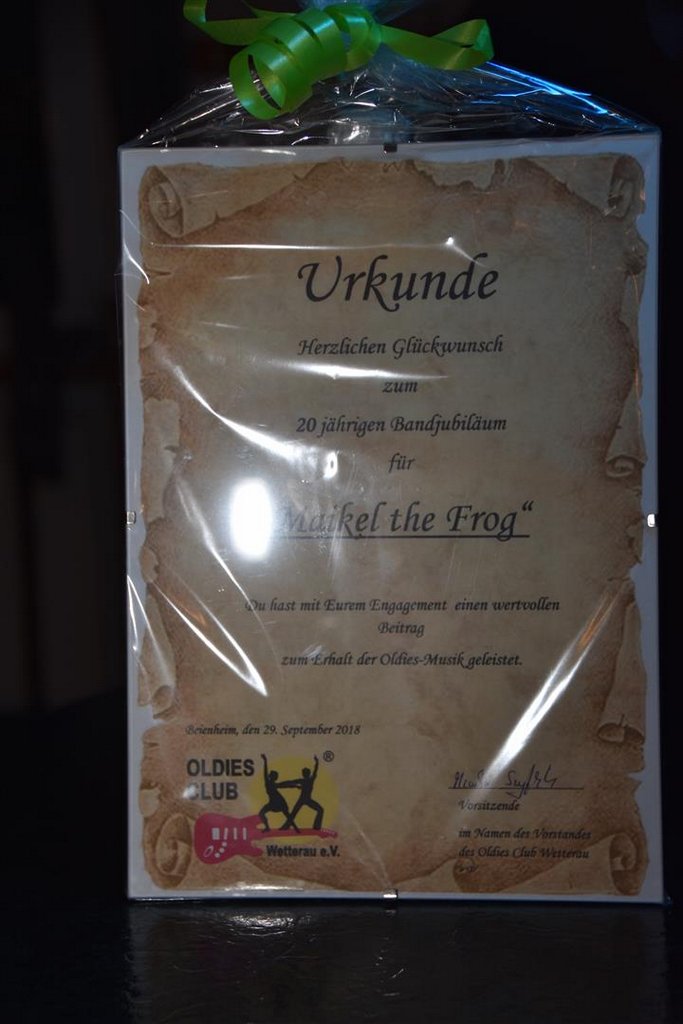 Urkunde
Herzlichen Glückwunsch
zum
20 jährigen Bandjubiläum
für
Maikel the Frog“
Du hast mit Eurem Engagement einen wertvollen
Beitrag
zum Erhalt der Oldies-Musik geleistet.
Beienheim, den 29. September 2018
OLDIES ®
CLUB
Wetterau e.V.
Vorsitzende
im Namen des Vorstandes
des Oldies Club Wetterau